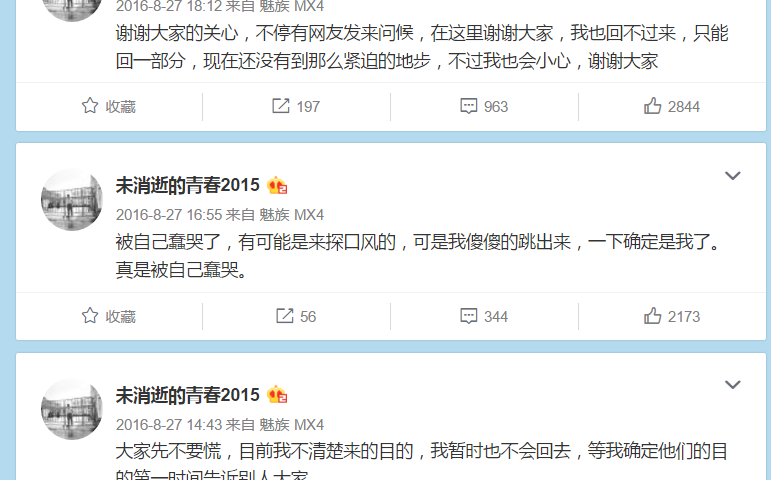 2016-8-27 18:12 来自 魅族 MX4
谢谢大家的关心，不停有网友发来问候，在这里谢谢大家，我也回不过来，只能
回一部分，现在还没有到那么紧迫的地步，不过我也会小心，谢谢大家
收藏 197 963 2844
未消逝的青春2015
2016-8-27 16:55 来自 魅族 MX4
被自己蠢哭了，有可能是来探口风的，可是我傻傻的跳出来，一下确定是我了。
真是被自己蠢哭。
收藏 56 344 2173
未消逝的青春2015
2016-8-27 14:43 来自 魅族 MX4
大家先不要慌，目前我不清楚来的目的，我暂时也不会回去，等我确定他们的目
的第一时间告诉别人大家